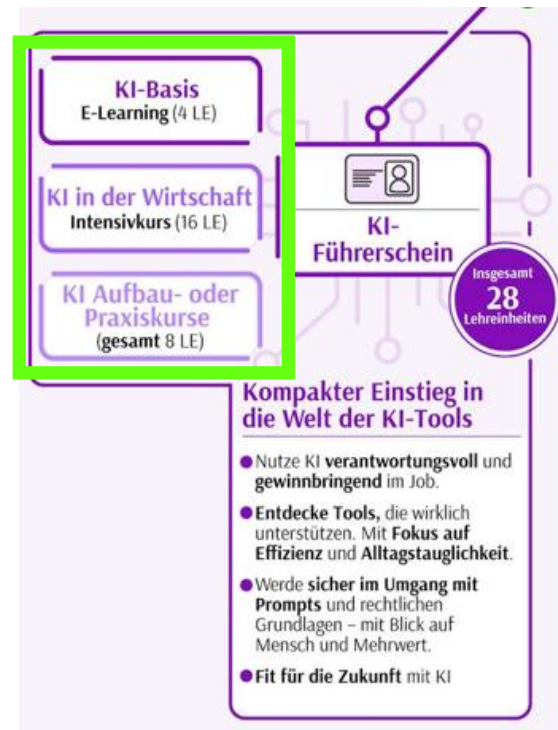 KI-Basis
E-Learning (4 LE)
KI in der Wirtschaft
Intensivkurs (16 LE)
KI Aufbau- oder
Praxiskurse
(gesamt 8 LE)
KI-
Führerschein
Insgesamt
28
Lehreinheiten
Kompakter Einstieg in
die Welt der KI-Tools
Nutze KI verantwortungsvoll und
gewinnbringend im Job.
Entdecke Tools, die wirklich
unterstützen. Mit Fokus auf
Effizienz und Alltagstauglichkeit.
Werde sicher im Umgang mit
Prompts und rechtlichen
Grundlagen – mit Blick auf
Mensch und Mehrwert.
Fit für die Zukunft mit KI